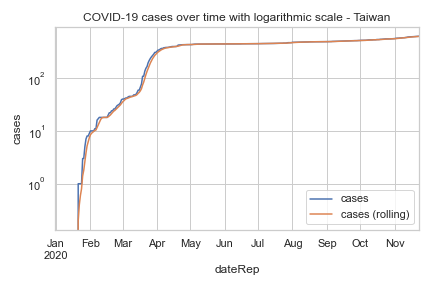 COVID-19 cases over time with logarithmic scale - Taiwan
cases
10²
10¹
10⁰
cases
cases (rolling)
Jan Feb Mar Apr May Jun Jul Aug Sep Oct Nov
2020
dateRep